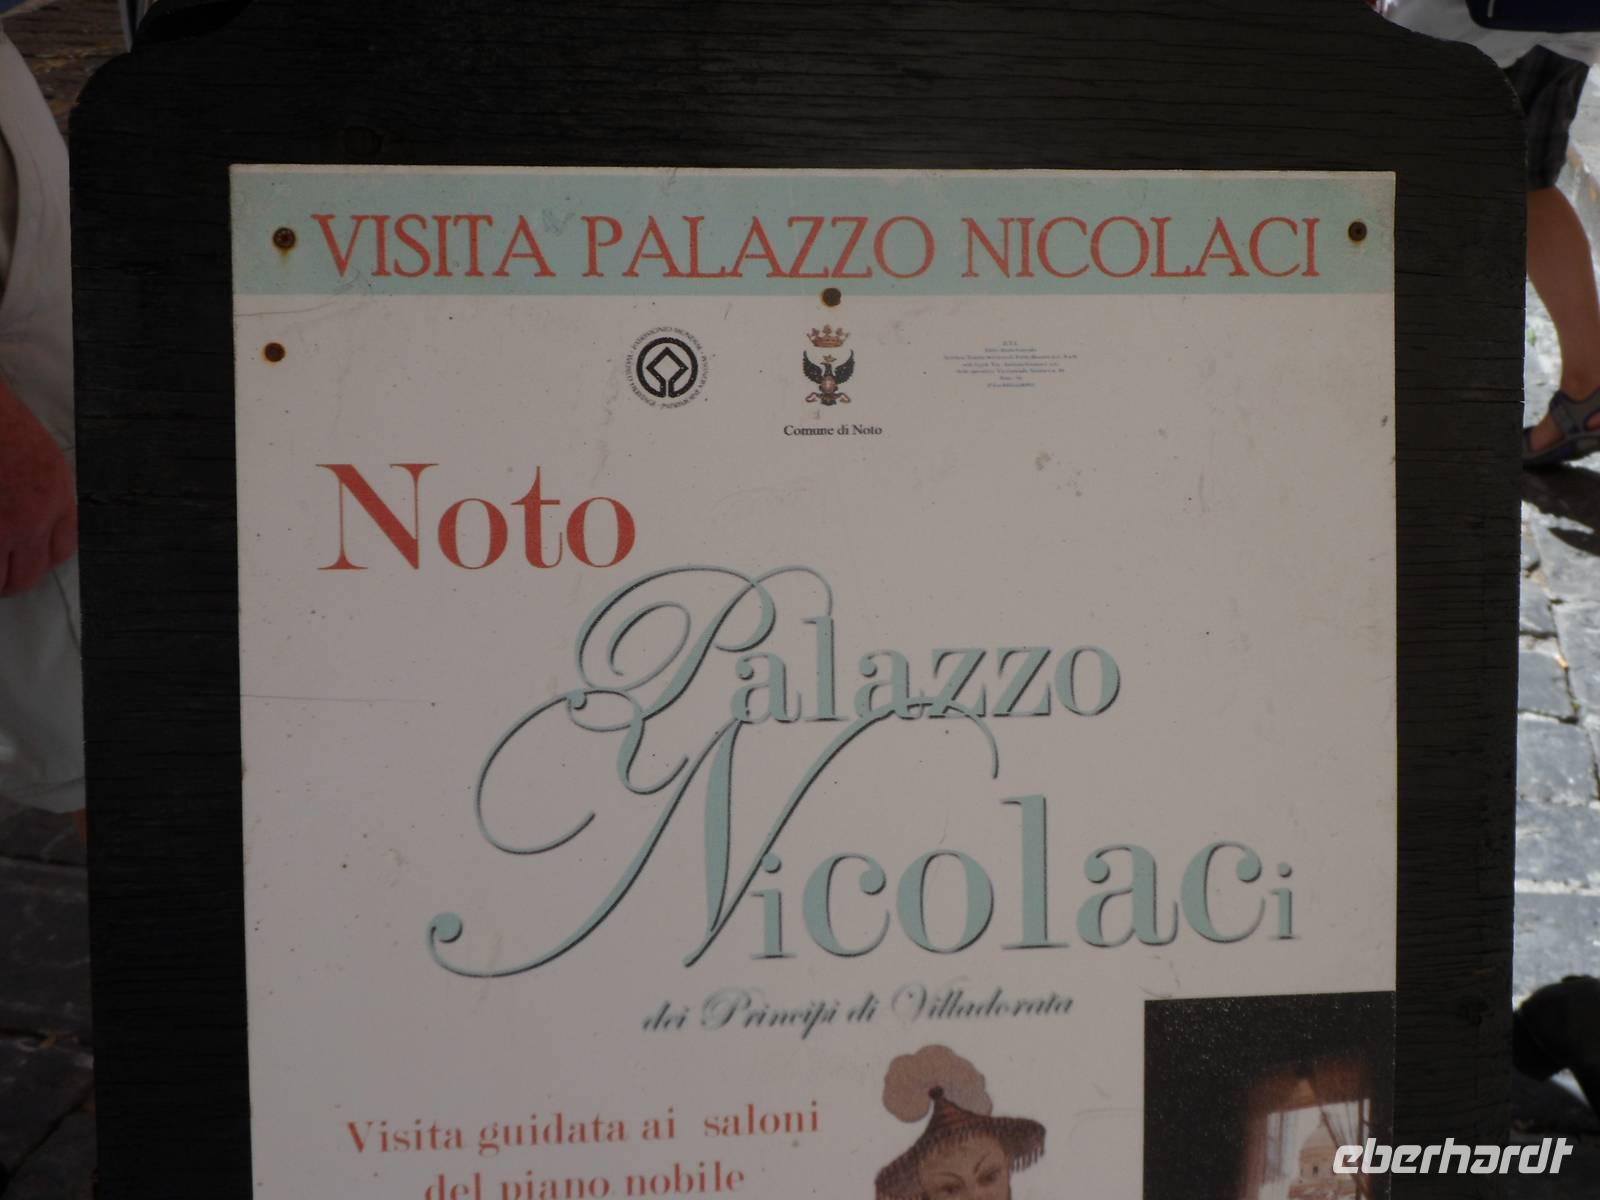 VISITA PALAZZO NICOLACI
Comune di Noto
Noto
Palazzo
Nicolaci
dei Principi di Villadorata
Visita guidata ai saloni
del piano nobile
eberhardt